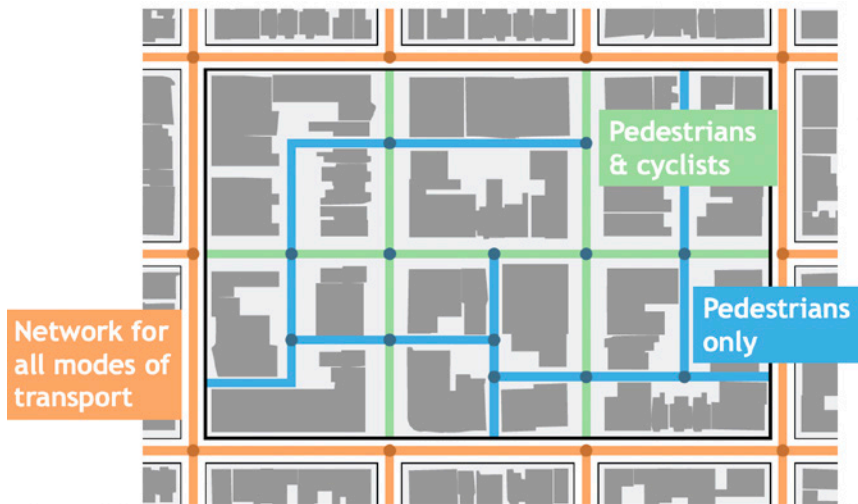 Pedestrians
& cyclists
Pedestrians
only
Network for
all modes of
transport